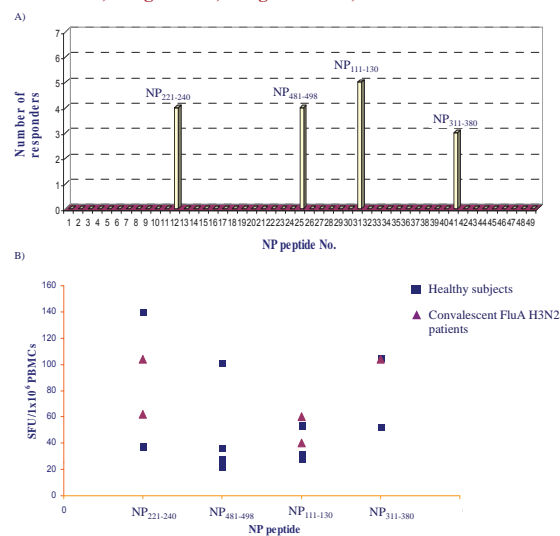 A)
7
6
5
4
3
2
1
0
Number of
responders
NP221-240
NP481-498
NP111-130
NP311-380
1 2 3 4 5 6 7 8 9 10 11 12 13 14 15 16 17 18 19 20 21 22 23 24 25 26 27 28 29 30 31 32 33 34 35 36 37 38 39 40 41 42 43 44 45 46 47 48 49
NP peptide No.
B)
160
140
120
100
80
60
40
20
0
SFU/1x10⁶ PBMCs
Healthy subjects
Convalescent FluA H3N2
patients
0 NP221-240 NP481-498 NP111-130 NP311-380
NP peptide